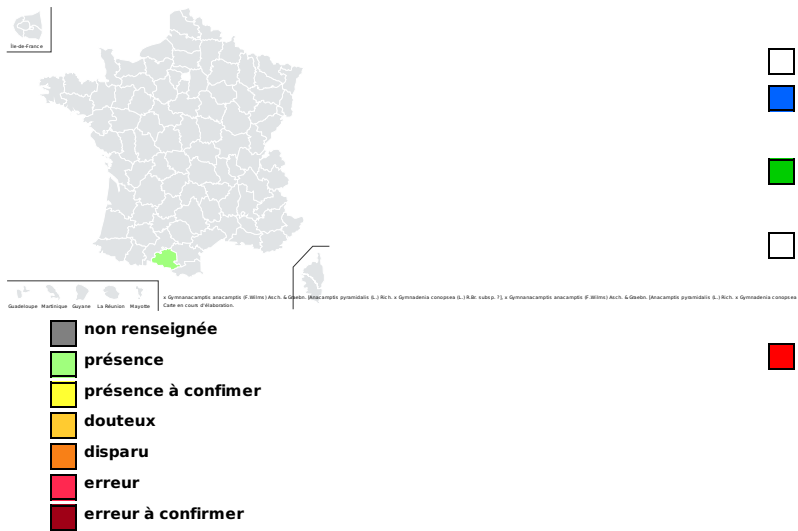 Île-de-France
Guadeloupe Martinique Guyane La Réunion Mayotte
x Gymnanacamptis anacamptis (F.Wilms) Asch. & Graebn. [Anacamptis pyramidalis (L.) Rich. x Gymnadenia conopsea (L.) R.Br. subsp. ?], x Gymnanacamptis anacamptis (F.Wilms) Asch. & Graebn. [Anacamptis pyramidalis (L.) Rich. x Gymnadenia conopsea
Carte en cours d'élaboration.
non renseignée
présence
présence à confimer
douteux
disparu
erreur
erreur à confirmer